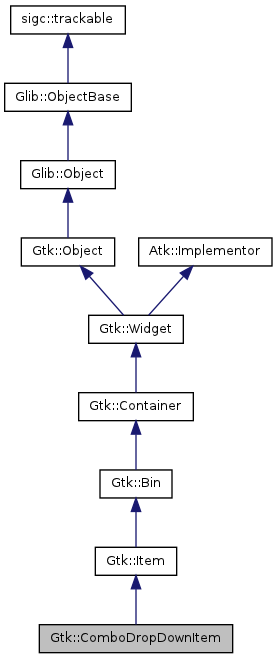 sigc::trackable
Glib::ObjectBase
Glib::Object
Gtk::Object
Atk::Implementor
Gtk::Widget
Gtk::Container
Gtk::Bin
Gtk::Item
Gtk::ComboDropDownItem